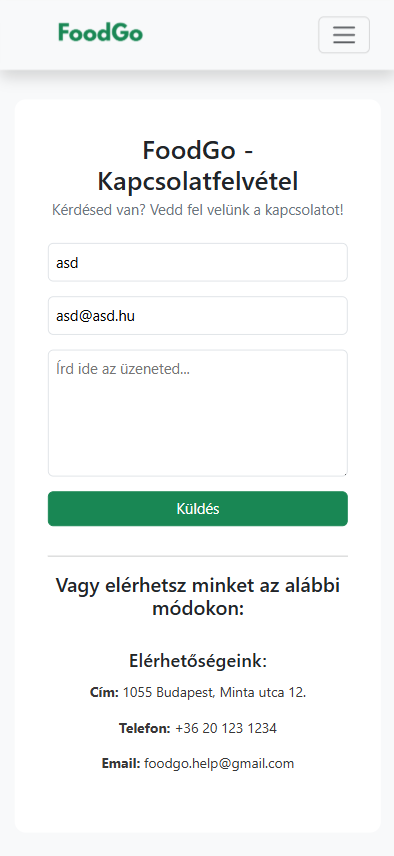 FoodGo
FoodGo -
Kapcsolatfelvétel
Kérdésed van? Vedd fel velünk a kapcsolatot!
asd
asd@asd.hu
Írd ide az üzeneted...
Küldés
Vagy elérhetsz minket az alábbi
módokon:
Elérhetőségeink:
Cím: 1055 Budapest, Minta utca 12.
Telefon: +36 20 123 1234
Email: foodgo.help@gmail.com